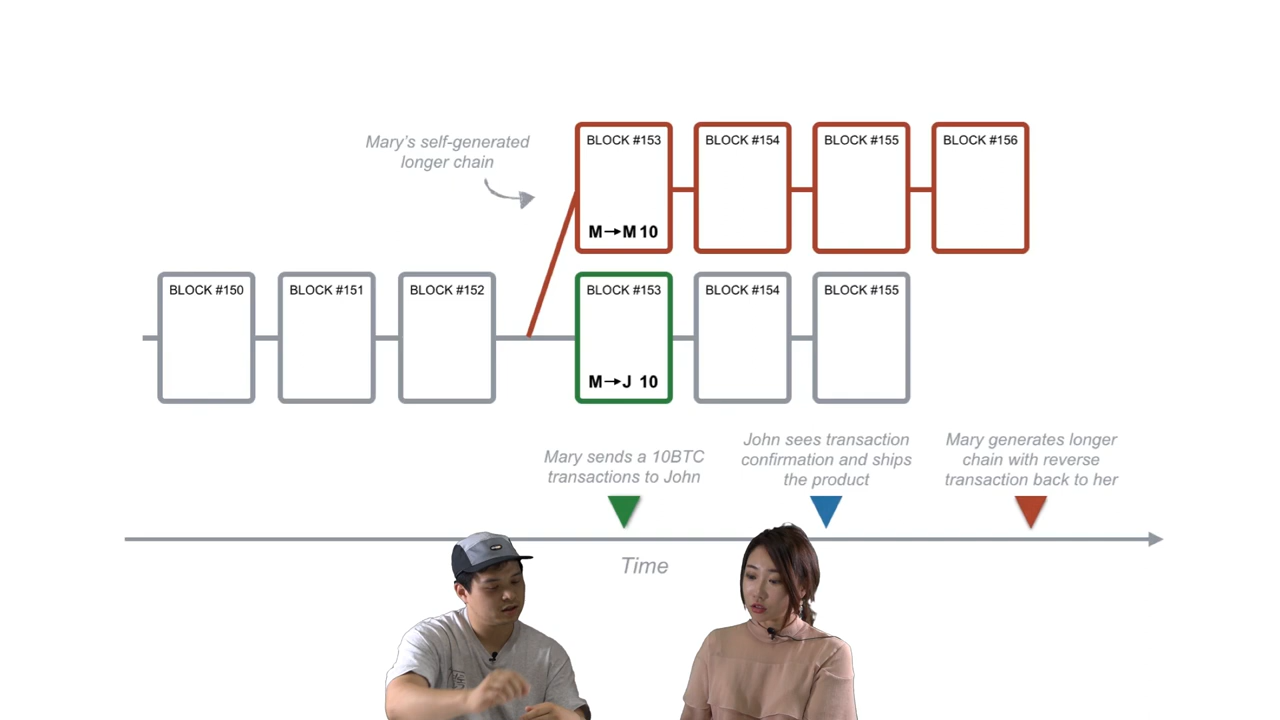 Mary's self-generated
longer chain
BLOCK #153
BLOCK #154
BLOCK #155
BLOCK #156
M→M 10
BLOCK #150
BLOCK #151
BLOCK #152
BLOCK #153
BLOCK #154
BLOCK #155
M→J 10
Mary sends a 10BTC
transactions to John
John sees transaction
confirmation and ships
the product
Mary generates longer
chain with reverse
transaction back to her
Time